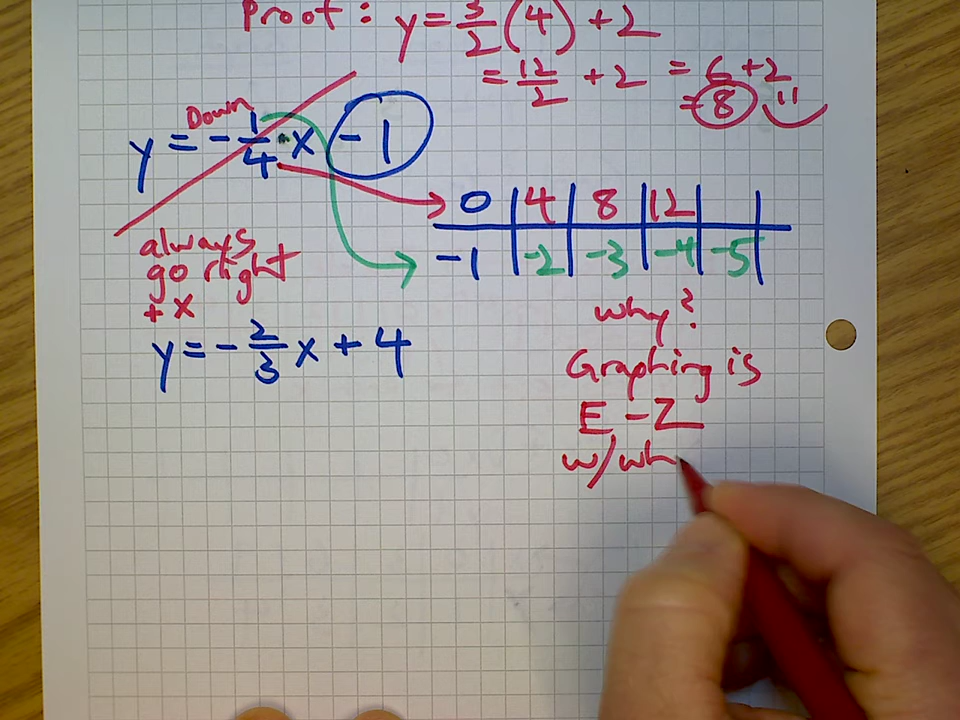 Proof: y = 3/2 (4) + 2
= 12/2 + 2 = 6 + 2
= 8
Down
y = -1/4 · x - 1
0 4 8 12
-1 -2 -3 -4 -5
always
go right
+ x
why?
y = -2/3 x + 4
Graphing is
E-Z
w/wh